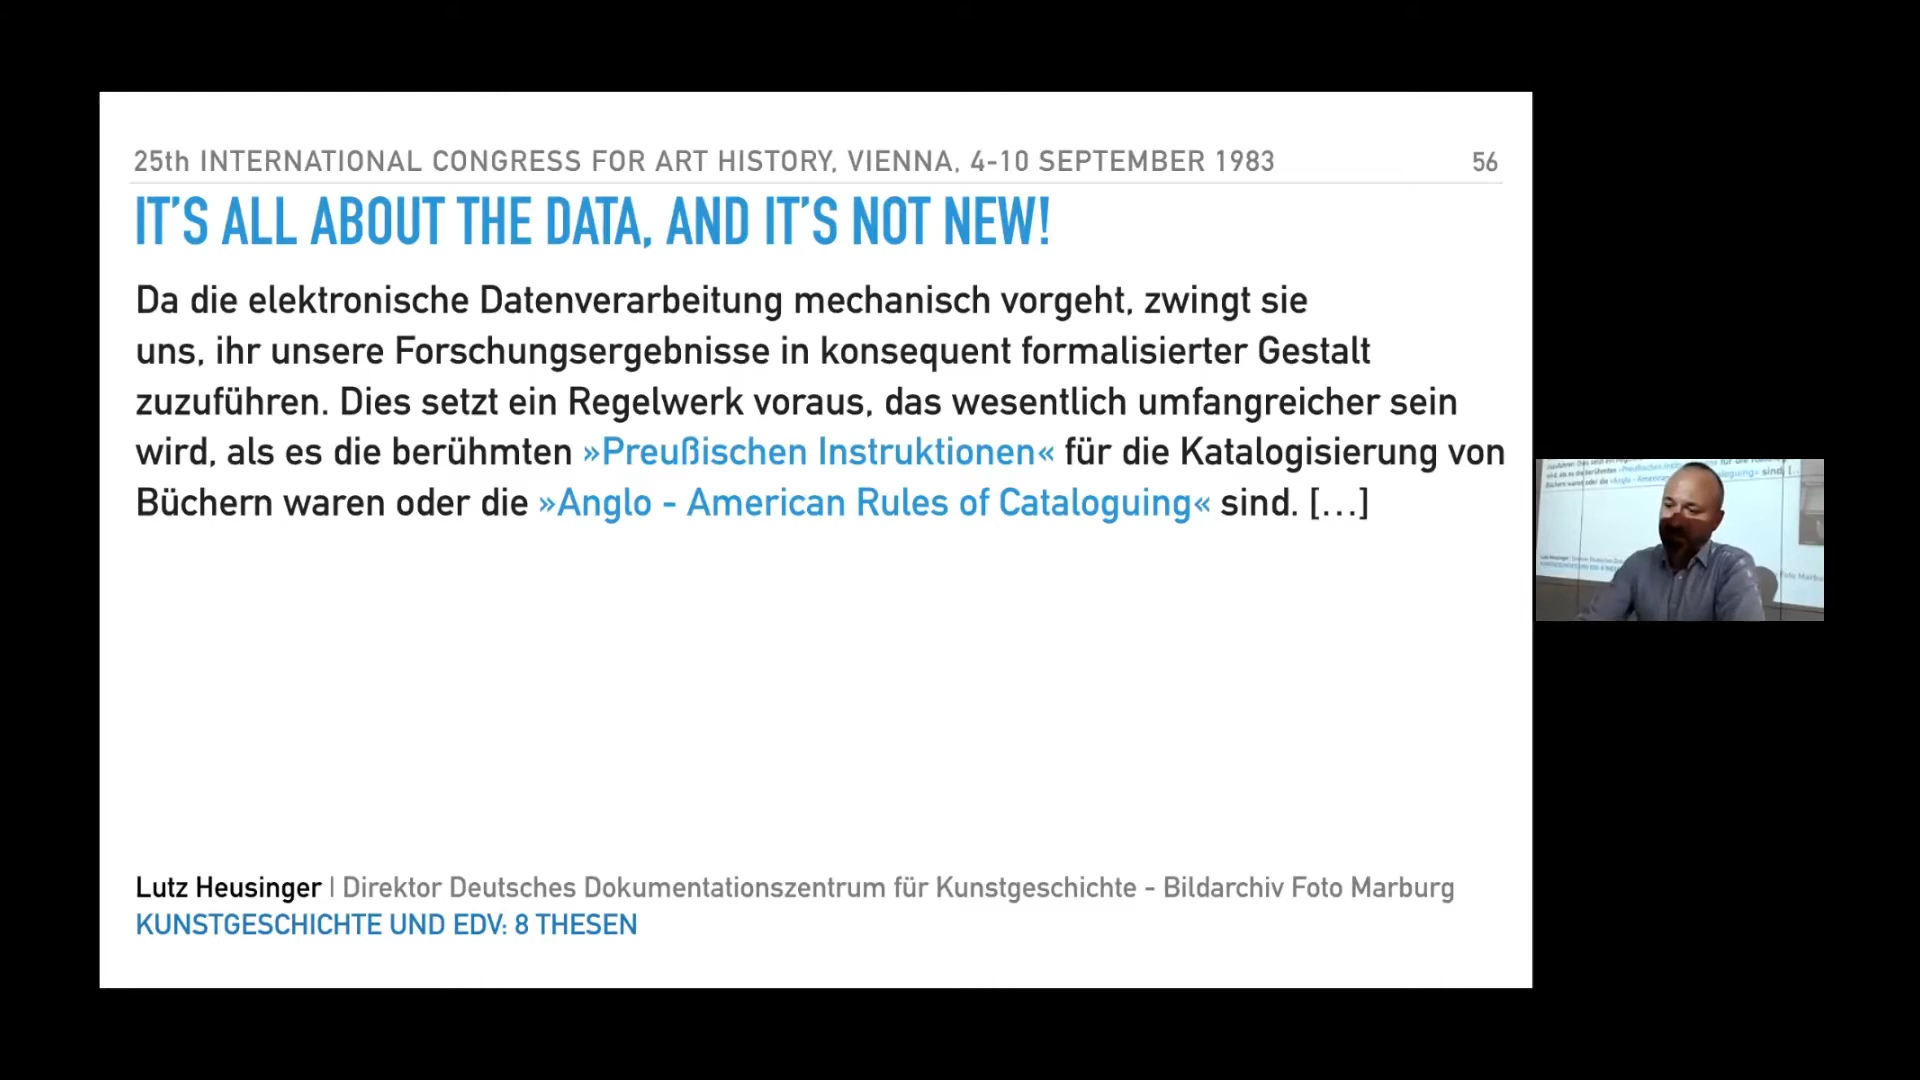 25th INTERNATIONAL CONGRESS FOR ART HISTORY, VIENNA, 4-10 SEPTEMBER 1983 56
IT'S ALL ABOUT THE DATA, AND IT'S NOT NEW!
Da die elektronische Datenverarbeitung mechanisch vorgeht, zwingt sie
uns, ihr unsere Forschungsergebnisse in konsequent formalisierter Gestalt
zuzuführen. Dies setzt ein Regelwerk voraus, das wesentlich umfangreicher sein
wird, als es die berühmten »Preußischen Instruktionen« für die Katalogisierung von
Büchern waren oder die »Anglo - American Rules of Cataloguing« sind. [...]
Lutz Heusinger | Direktor Deutsches Dokumentationszentrum für Kunstgeschichte - Bildarchiv Foto Marburg
KUNSTGESCHICHTE UND EDV: 8 THESEN